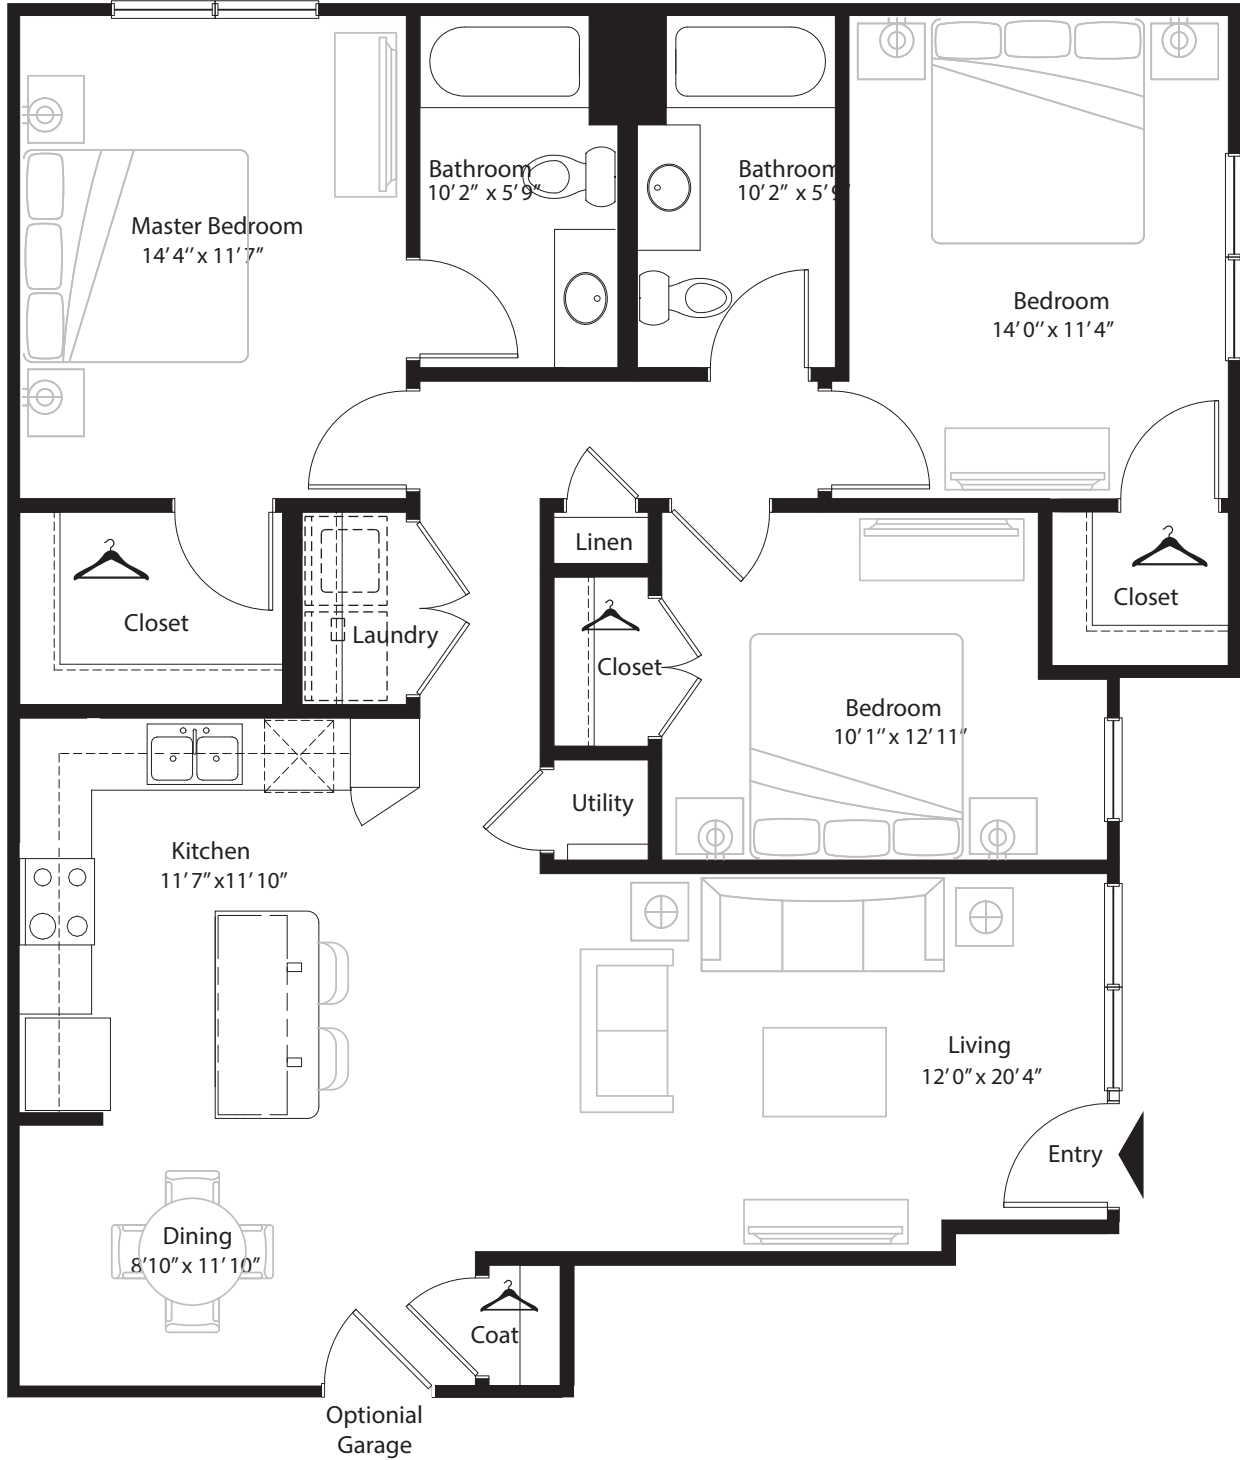 Bathroom
10' 2" x 5' 9"
Bathroom
10' 2" x 5' 9"
Master Bedroom
14' 4" x 11' 7"
Bedroom
14' 0" x 11' 4"
Linen
Closet
Closet
Laundry
Closet
Bedroom
10' 1" x 12' 11"
Utility
Kitchen
11' 7" x11' 10"
Living
12' 0" x 20' 4"
Entry
Dining
8'10" x 11' 10"
Coat
Optionial
Garage